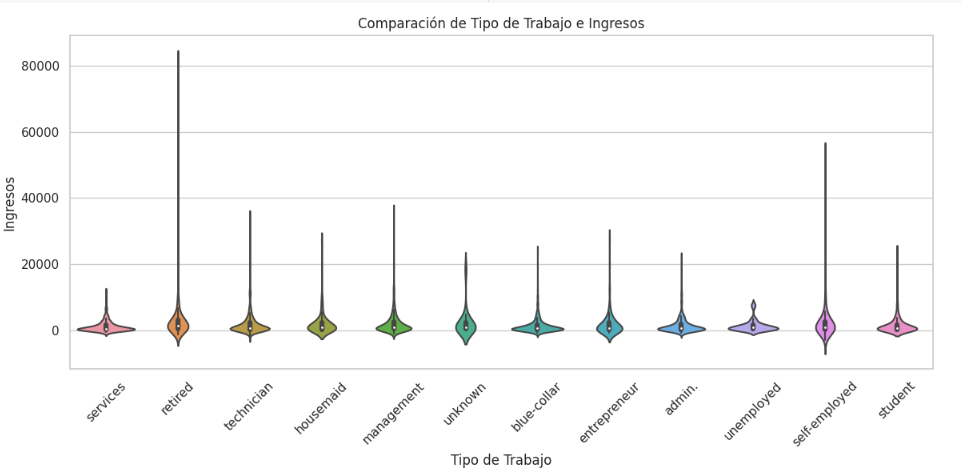 Comparación de Tipo de Trabajo e Ingresos
80000
60000
40000
20000
0
Ingresos
services
retired
technician
housemaid
management
unknown
blue-collar
entrepreneur
admin.
unemployed
self-employed
student
Tipo de Trabajo